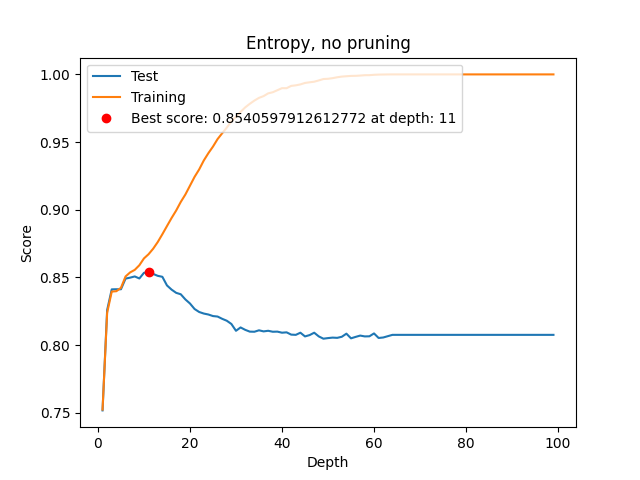 Entropy, no pruning
Test
Training
Best score: 0.8540597912612772 at depth: 11
1.00
0.95
0.90
0.85
0.80
0.75
Score
0
20
40
60
80
100
Depth